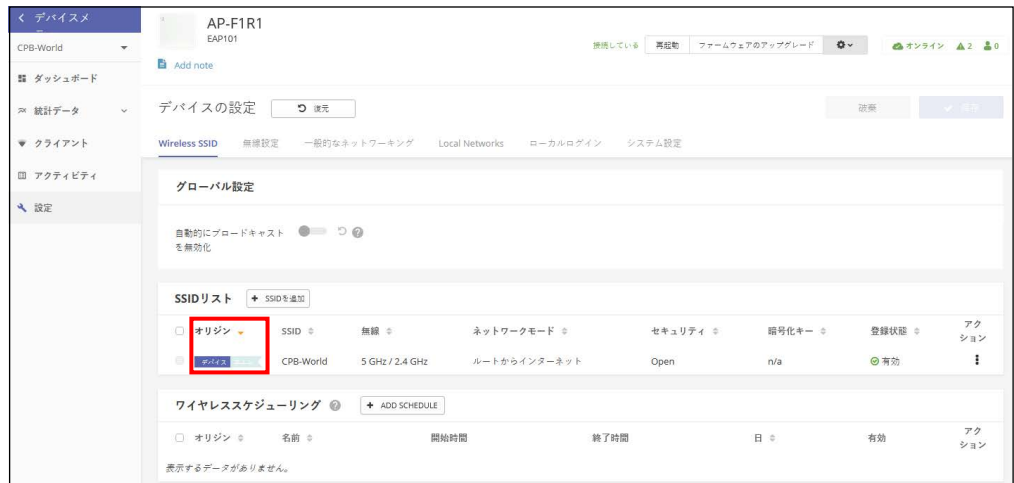 デバイスメ
CPB-World
ダッシュボード
統計データ
クライアント
アクティビティ
設定
AP-F1R1
EAP101
Add note
接続している 再起動 ファームウェアのアップグレード オンライン 2 0
デバイスの設定 復元 破棄
Wireless SSID 無線設定 一般的なネットワーキング Local Networks ローカルログイン システム設定
グローバル設定
自動的にブロードキャスト
を無効化
SSIDリスト + SSIDを追加
オリジン SSID 無線 ネットワークモード セキュリティ 暗号化キー 登録状態 アク
ション
デバイス CPB-World 5 GHz / 2.4 GHz ルートからインターネット Open n/a 有効
ワイヤレススケジューリング + ADD SCHEDULE
オリジン 名前 開始時間 終了時間 日 有効 アク
ション
表示するデータがありません。